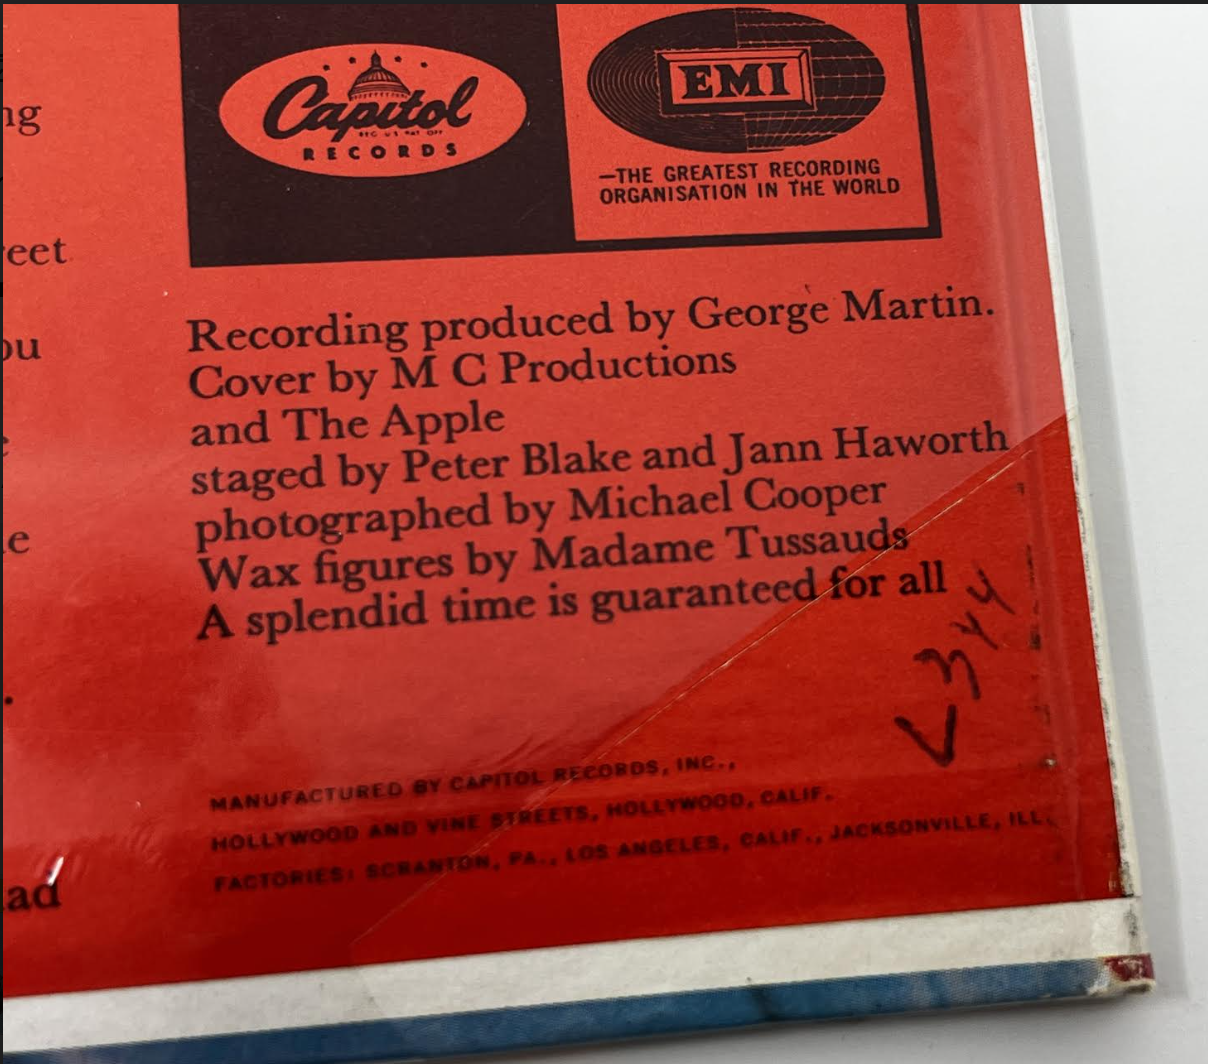 ng
eet
ou
e
le
ad
Capitol
REG. U.S. PAT. OFF.
RECORDS
EMI
—THE GREATEST RECORDING
ORGANISATION IN THE WORLD
Recording produced by George Martin.
Cover by M C Productions
and The Apple
staged by Peter Blake and Jann Haworth
photographed by Michael Cooper
Wax figures by Madame Tussauds
A splendid time is guaranteed for all
MANUFACTURED BY CAPITOL RECORDS, INC.,
HOLLYWOOD AND VINE STREETS, HOLLYWOOD, CALIF.
FACTORIES: SCRANTON, PA., LOS ANGELES, CALIF., JACKSONVILLE, ILL.